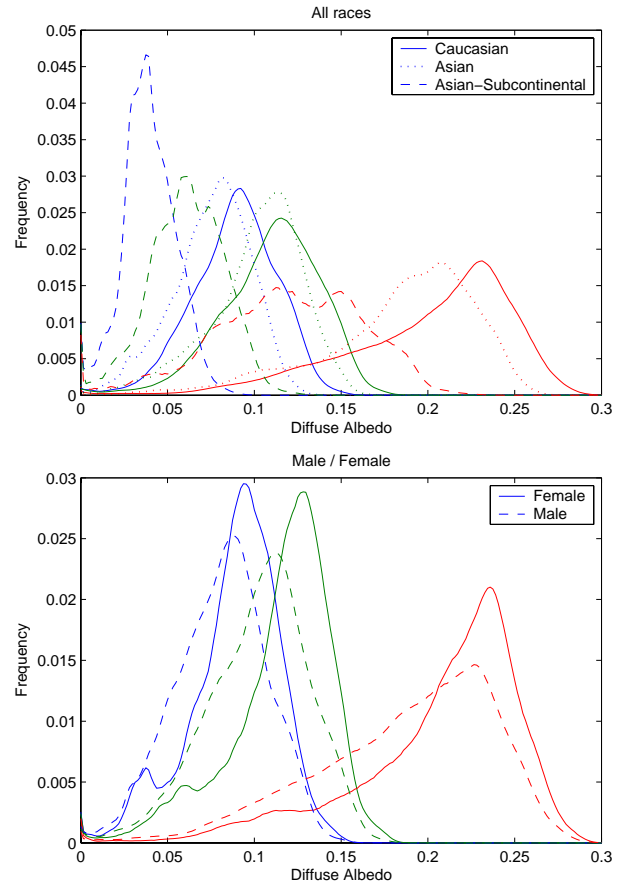 All races
0.05
0.045
0.04
0.035
0.03
0.025
0.02
0.015
0.01
0.005
0
Frequency
Caucasian
Asian
Asian−Subcontinental
0 0.05 0.1 0.15 0.2 0.25 0.3
Diffuse Albedo
Male / Female
0.03
0.025
0.02
0.015
0.01
0.005
0
Frequency
Female
Male
0 0.05 0.1 0.15 0.2 0.25 0.3
Diffuse Albedo